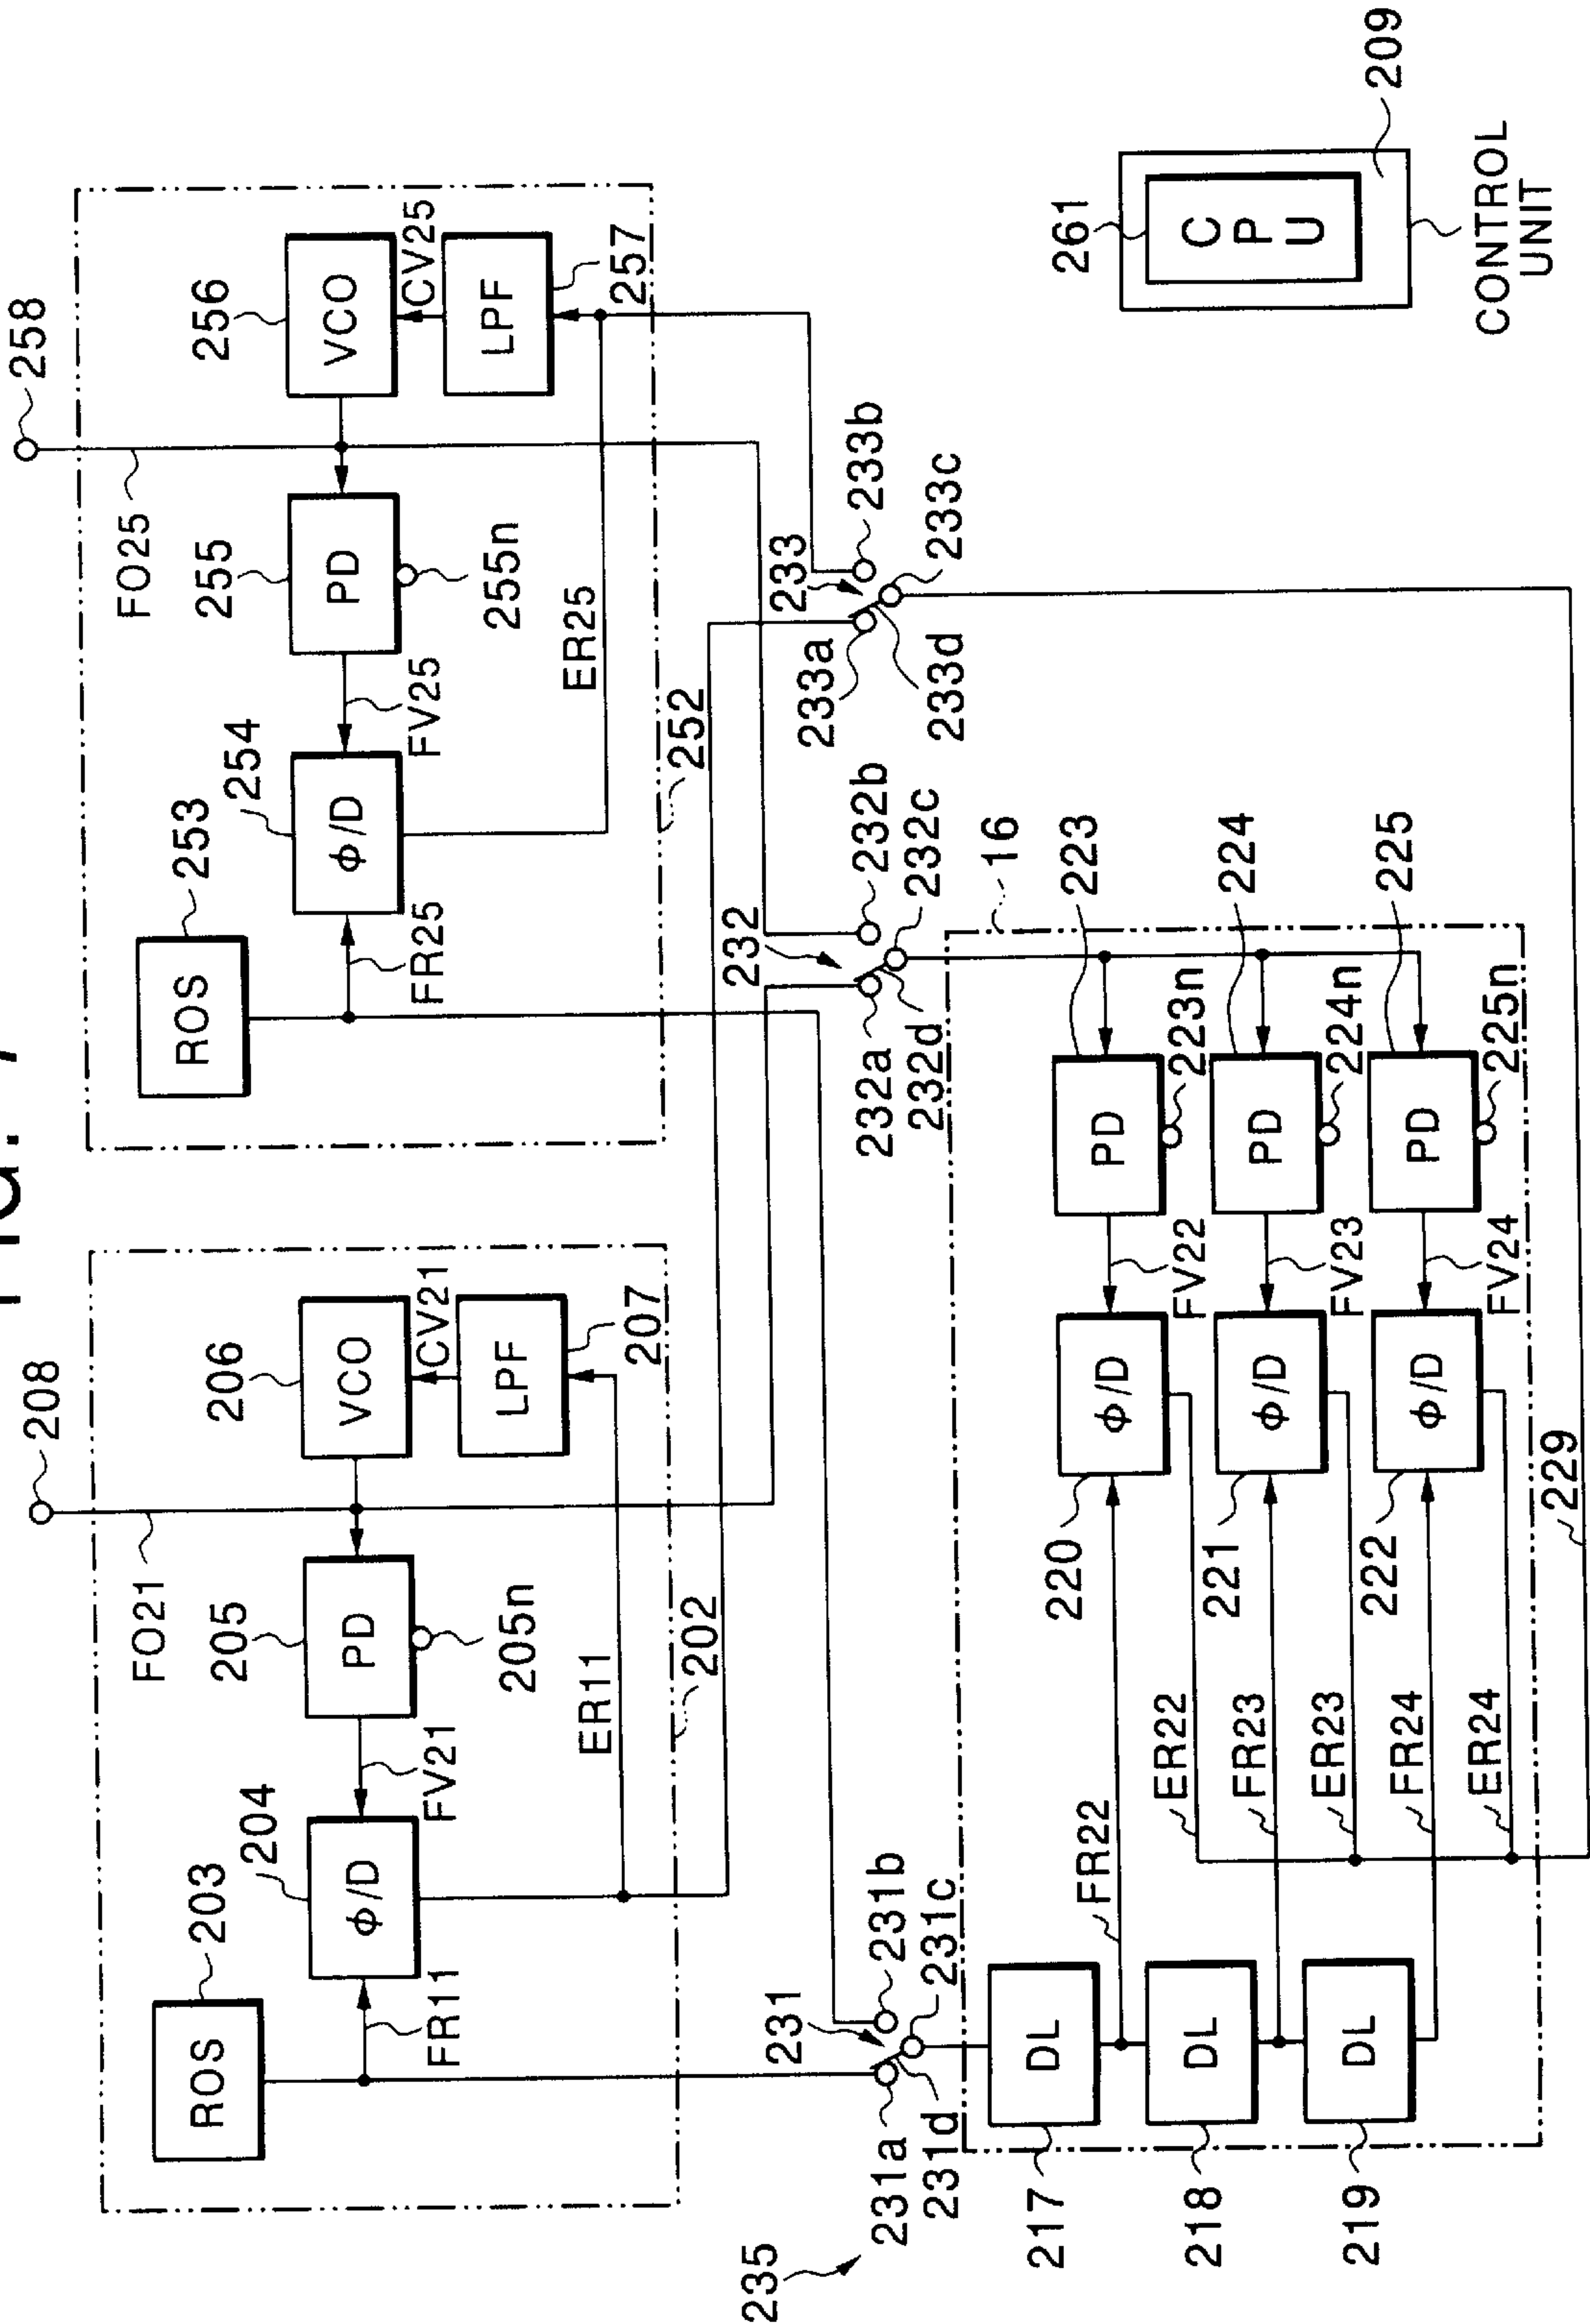 FIG. 7
208
258
FO21
FO25
203
ROS
FR11
204
φ/D
FV21
205
PD
205n
206
VCO
CV21
LPF
207
ER11
202
253
ROS
FR25
254
φ/D
FV25
255
PD
255n
256
VCO
CV25
LPF
257
ER25
252
235
231
231a
231b
231c
231d
232
232a
232b
232c
232d
233
233a
233b
233c
233d
16
217
DL
218
DL
219
DL
FR22
ER22
FR23
ER23
FR24
ER24
220
φ/D
221
φ/D
222
φ/D
FV22
FV23
FV24
223
PD
223n
224
PD
224n
225
PD
225n
229
261
CPU
209
CONTROL
UNIT